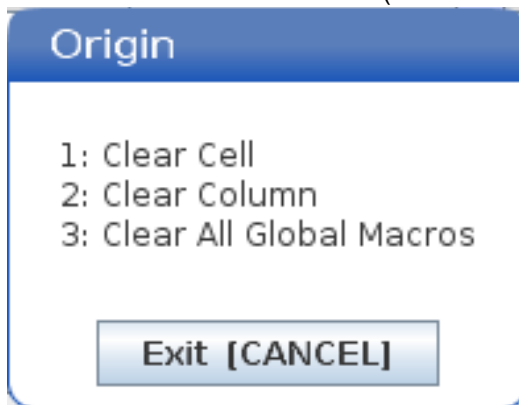 Origin
1: Clear Cell
2: Clear Column
3: Clear All Global Macros
Exit [CANCEL]